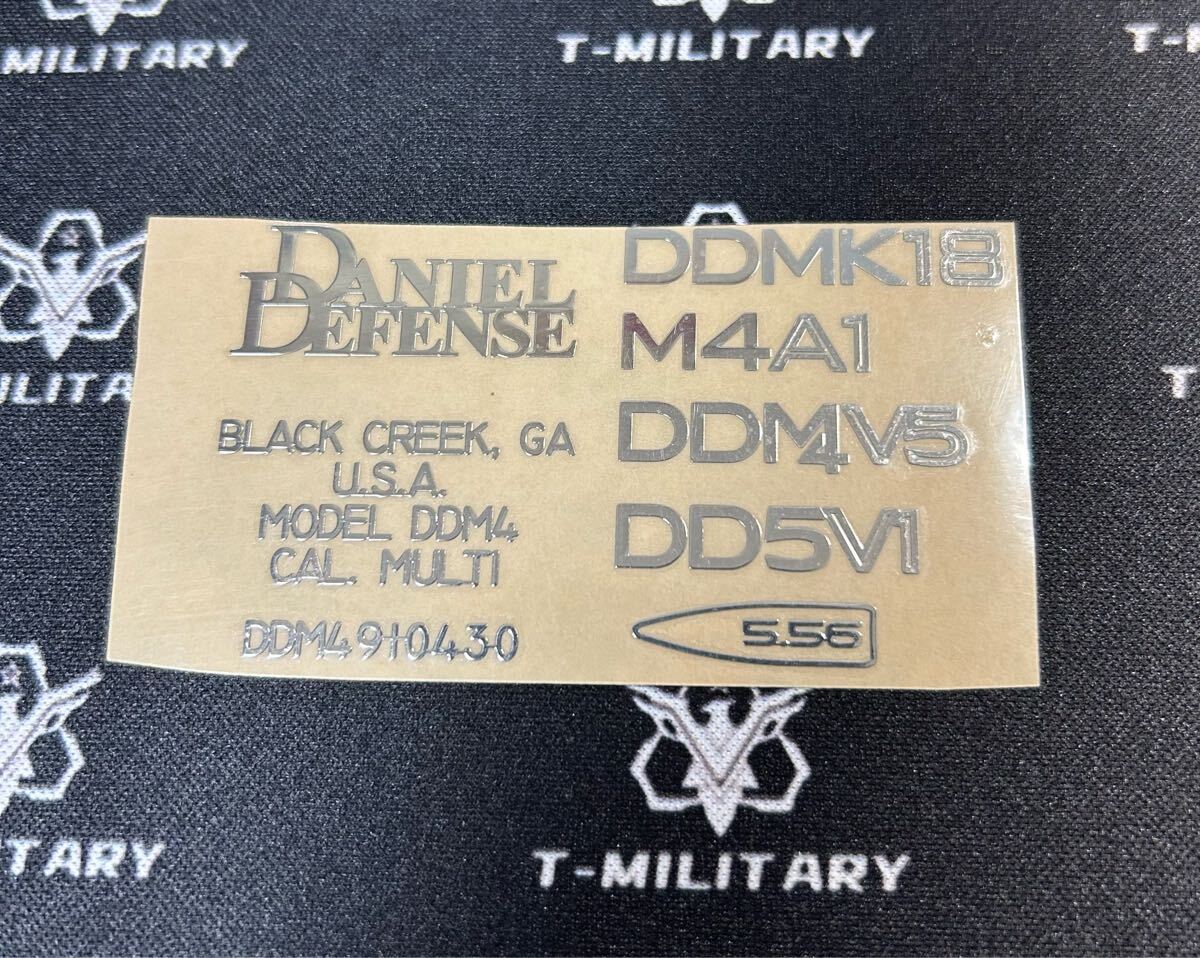 MILITARY
T-MILITARY
T-
DANIEL
DEFENSE
BLACK CREEK, GA
U.S.A.
MODEL DDM4
CAL. MULTI
DDM4910430
DDMK18
M4A1
DDM4V5
DD5V1
5.56
T-MILITARY